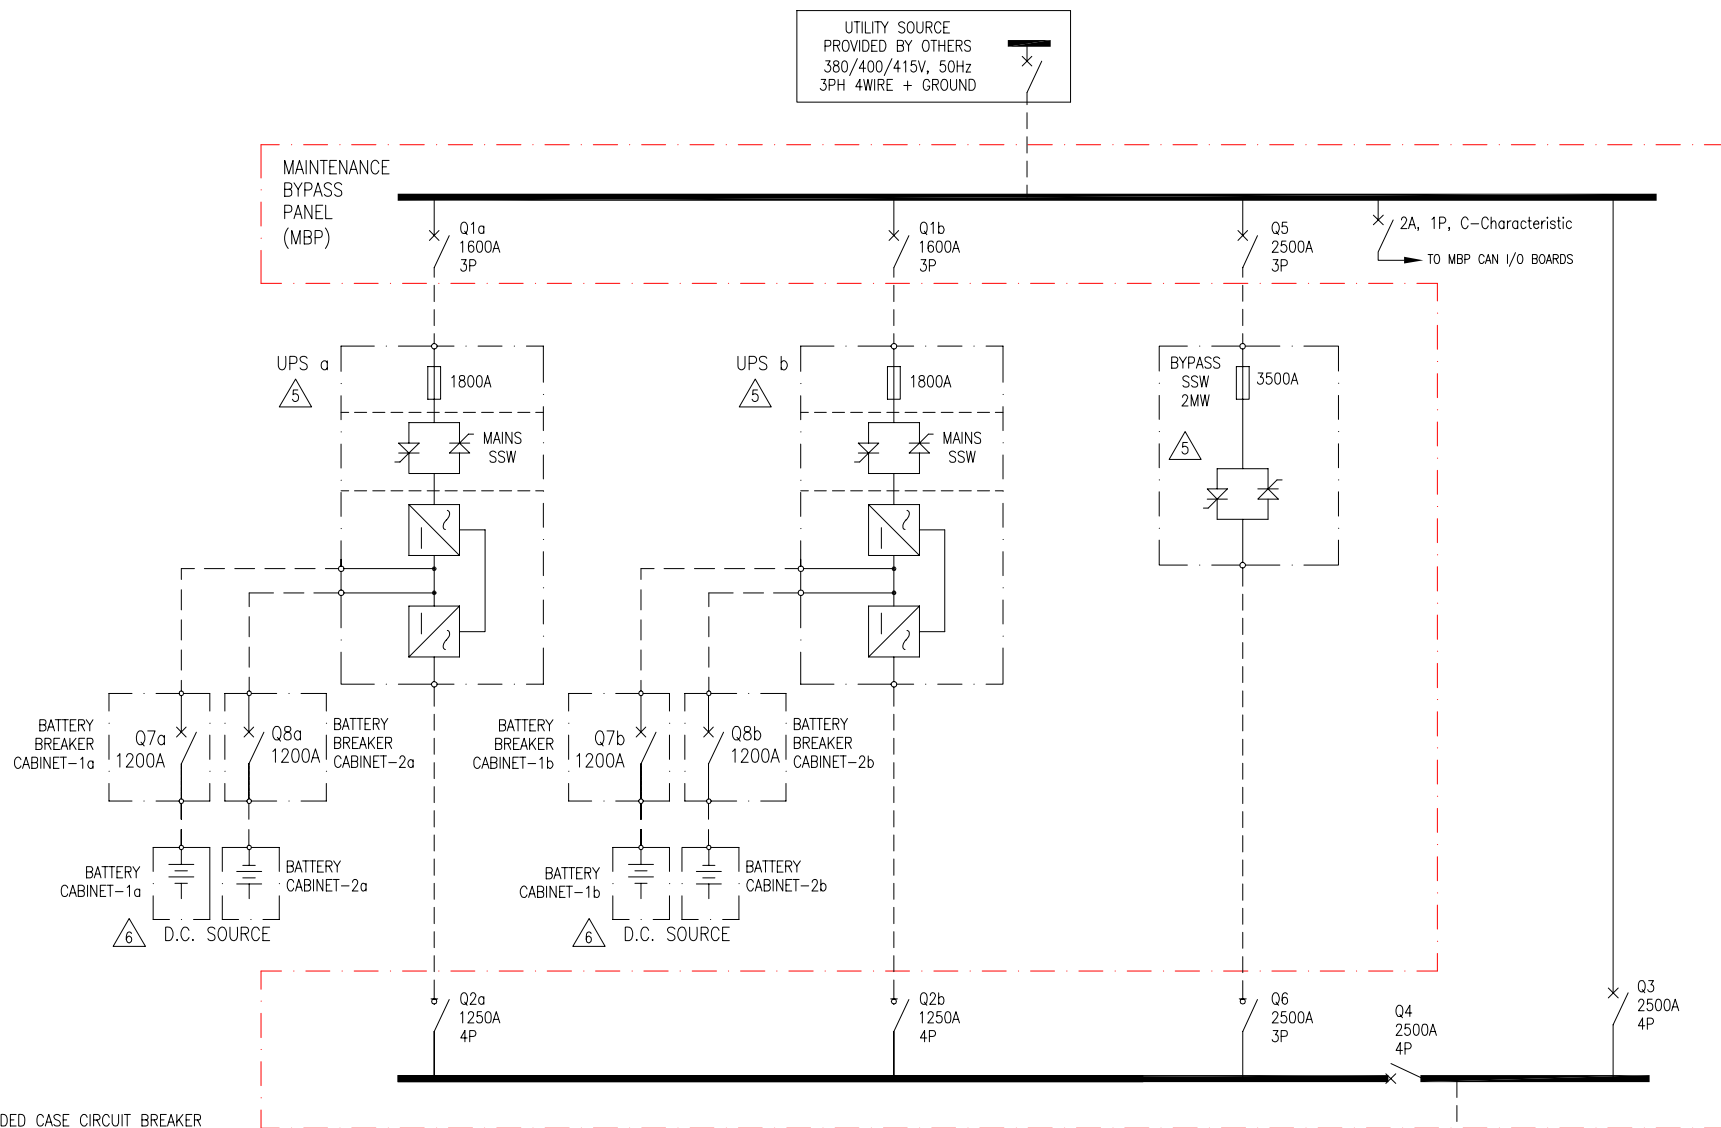 UTILITY SOURCE
PROVIDED BY OTHERS
380/400/415V, 50Hz
3PH 4WIRE + GROUND
MAINTENANCE
BYPASS
PANEL
(MBP)
Q1a
1600A
3P
Q1b
1600A
3P
Q5
2500A
3P
2A, 1P, C-Characteristic
TO MBP CAN I/O BOARDS
UPS a
5
1800A
MAINS
SSW
UPS b
5
1800A
MAINS
SSW
BYPASS
SSW
2MW
5
3500A
BATTERY
BREAKER
CABINET-1a
Q7a
1200A
Q8a
1200A
BATTERY
BREAKER
CABINET-2a
BATTERY
BREAKER
CABINET-1b
Q7b
1200A
Q8b
1200A
BATTERY
BREAKER
CABINET-2b
BATTERY
CABINET-1a
BATTERY
CABINET-2a
6
D.C. SOURCE
BATTERY
CABINET-1b
BATTERY
CABINET-2b
6
D.C. SOURCE
Q2a
1250A
4P
Q2b
1250A
4P
Q6
2500A
3P
Q4
2500A
4P
Q3
2500A
4P
DED CASE CIRCUIT BREAKER